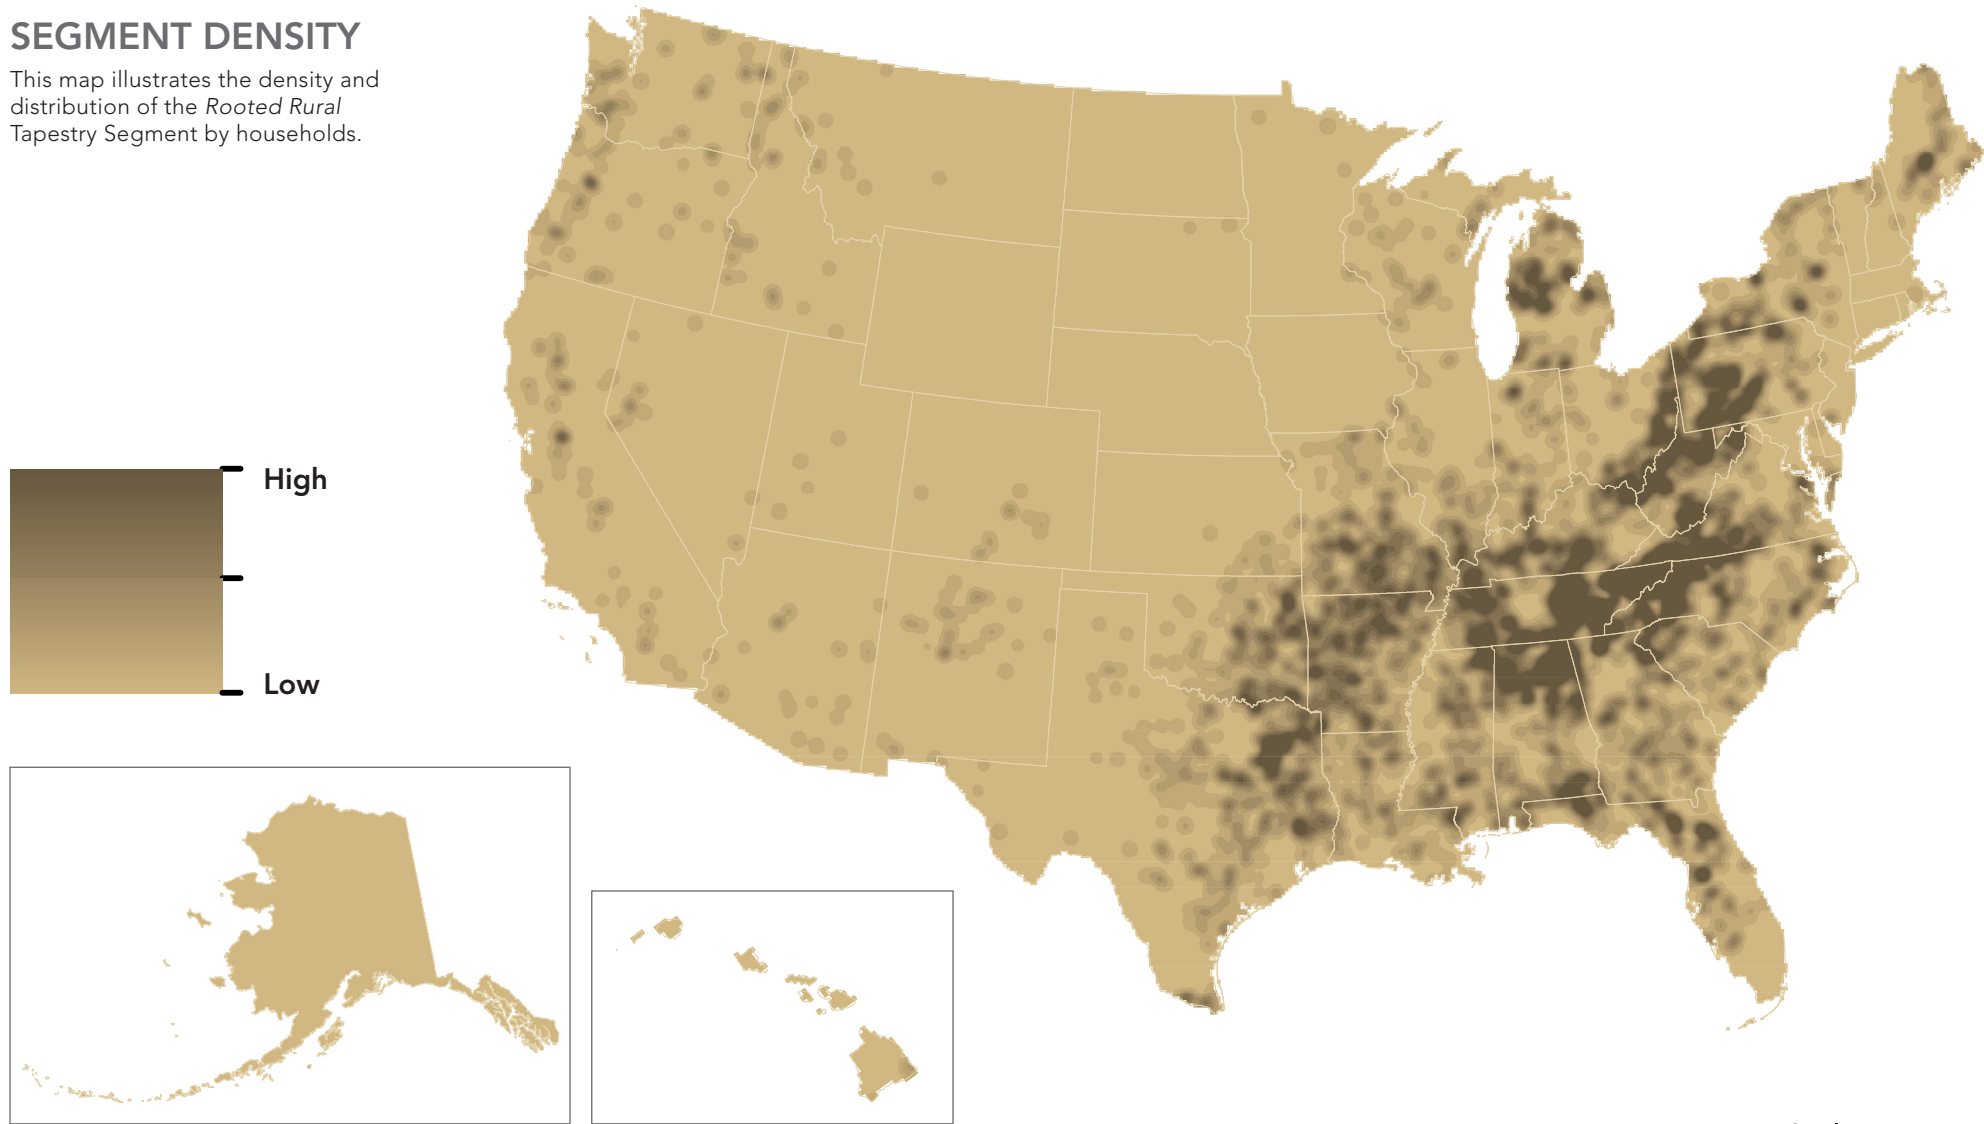 SEGMENT DENSITY
This map illustrates the density and
distribution of the Rooted Rural
Tapestry Segment by households.
High
Low